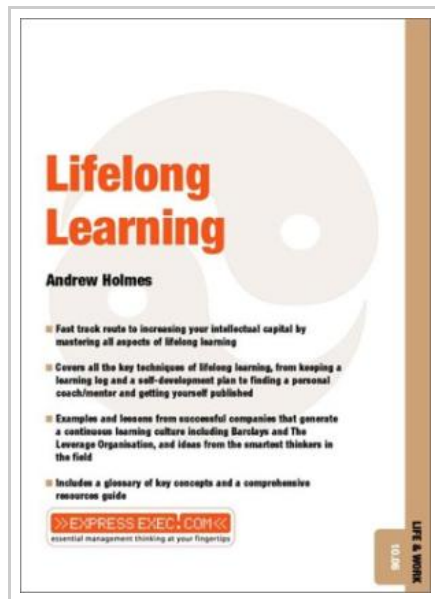 Lifelong
Learning
Andrew Holmes
Fast track route to increasing your intellectual capital by
mastering all aspects of lifelong learning
Covers all the key techniques of lifelong learning, from keeping a
learning log and a self-development plan to finding a personal
coach/mentor and getting yourself published
Examples and lessons from successful companies that generate
a continuous learning culture including Barclays and The
Leverage Organisation, and ideas from the smartest thinkers in
the field
Includes a glossary of key concepts and a comprehensive
resources guide
>>EXPRESS EXEC.COM<<
essential management thinking at your fingertips
LIFE & WORK
10.06